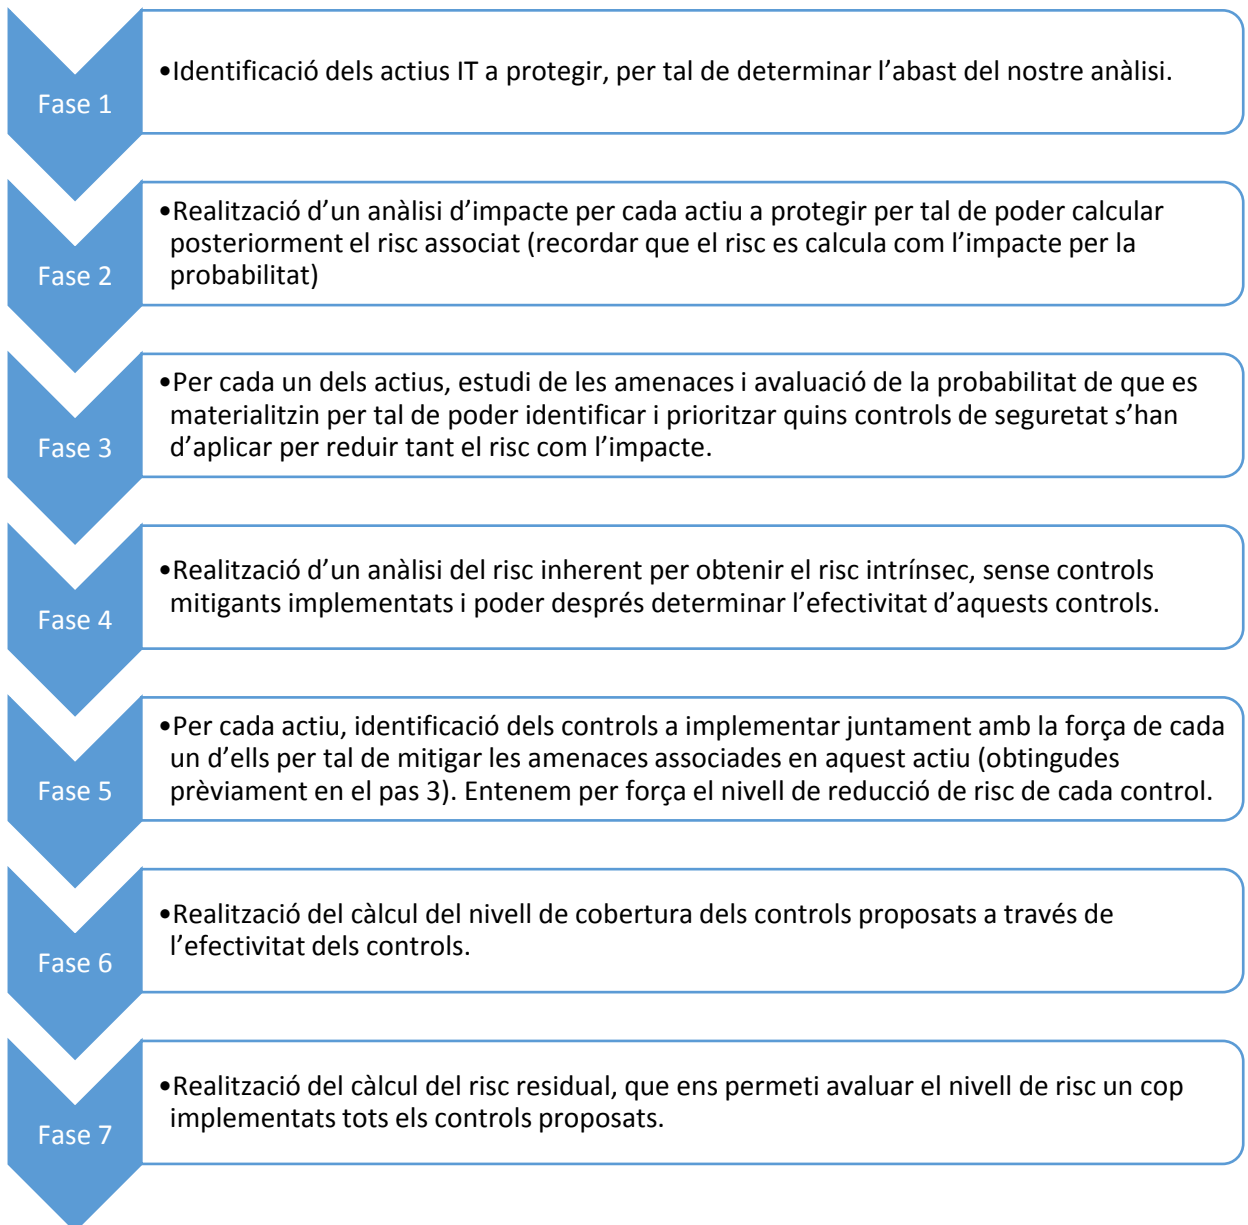 Fase 1
•Identificació dels actius IT a protegir, per tal de determinar l’abast del nostre anàlisi.
Fase 2
•Realització d’un anàlisi d’impacte per cada actiu a protegir per tal de poder calcular
posteriorment el risc associat (recordar que el risc es calcula com l’impacte per la
probabilitat)
Fase 3
•Per cada un dels actius, estudi de les amenaces i avaluació de la probabilitat de que es
materialitzin per tal de poder identificar i prioritzar quins controls de seguretat s’han
d’aplicar per reduir tant el risc com l’impacte.
Fase 4
•Realització d’un anàlisi del risc inherent per obtenir el risc intrínsec, sense controls
mitigants implementats i poder després determinar l’efectivitat d’aquests controls.
Fase 5
•Per cada actiu, identificació dels controls a implementar juntament amb la força de cada
un d’ells per tal de mitigar les amenaces associades en aquest actiu (obtingudes
prèviament en el pas 3). Entenem per força el nivell de reducció de risc de cada control.
Fase 6
•Realització del càlcul del nivell de cobertura dels controls proposats a través de
l’efectivitat dels controls.
Fase 7
•Realització del càlcul del risc residual, que ens permeti avaluar el nivell de risc un cop
implementats tots els controls proposats.